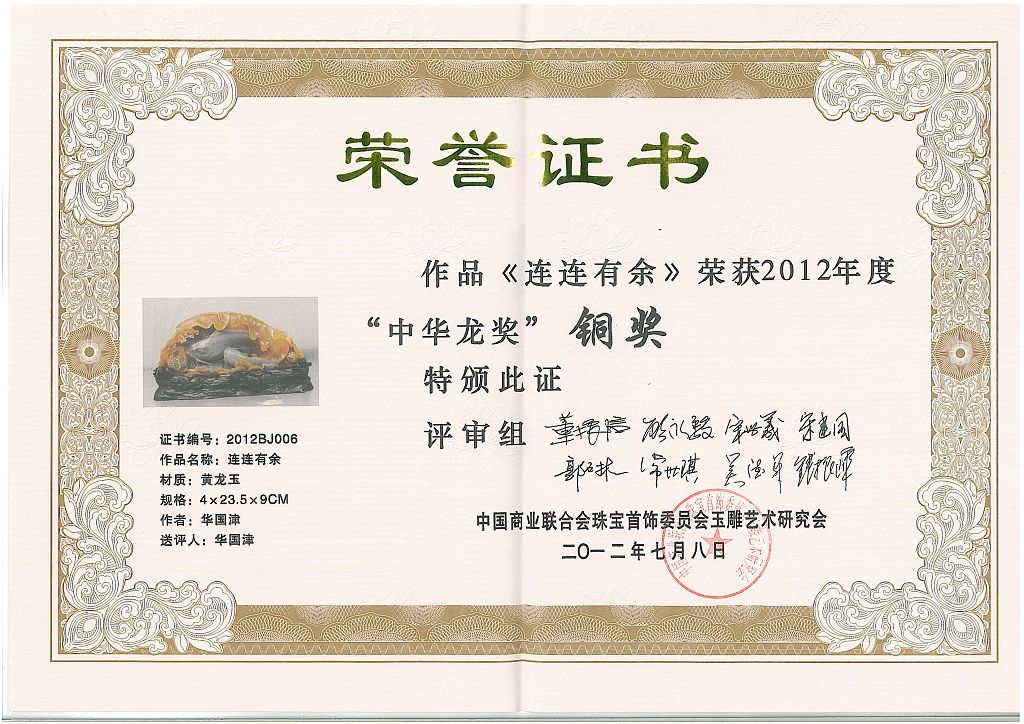 荣誉证书
作品《连连有余》荣获2012年度
“中华龙奖” 铜奖
特颁此证
评审组
证书编号：2012BJ006
作品名称：连连有余
材质：黄龙玉
规格：4×23.5×9CM
作者：华国津
送评人：华国津
中国商业联合会珠宝首饰委员会玉雕艺术研究会
二〇一二年七月八日